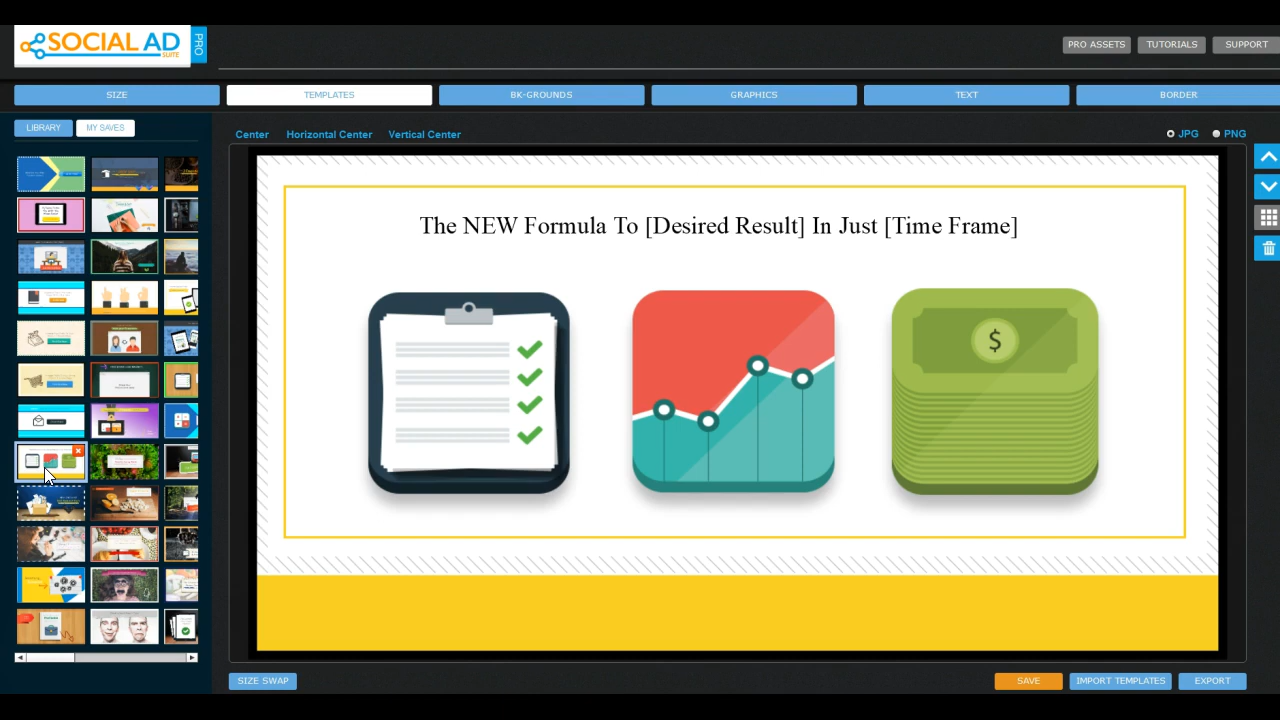 SOCIAL AD
SUITE
PRO
PRO ASSETS
TUTORIALS
SUPPORT
SIZE
TEMPLATES
BK-GROUNDS
GRAPHICS
TEXT
BORDER
LIBRARY
MY SAVES
Center
Horizontal Center
Vertical Center
JPG
PNG
The NEW Formula To [Desired Result] In Just [Time Frame]
$
SIZE SWAP
SAVE
IMPORT TEMPLATES
EXPORT